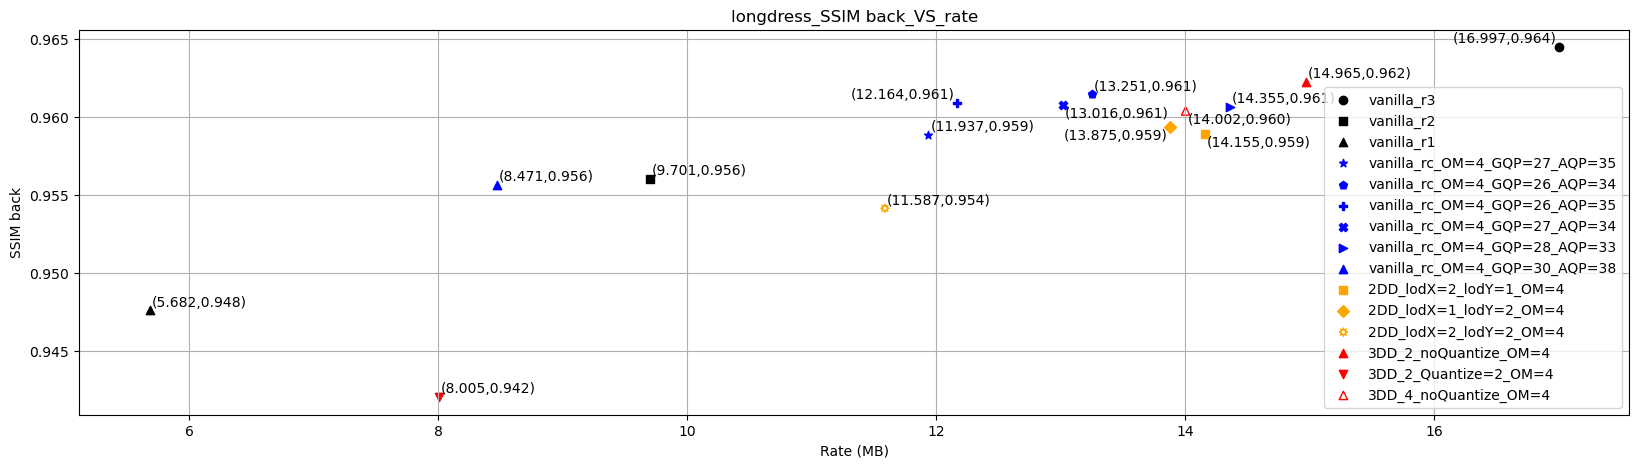 longdress_SSIM back_VS_rate
SSIM back
0.965
0.960
0.955
0.950
0.945
(16.997,0.964)
(14.965,0.962)
(12.164,0.961)
(13.251,0.961)
(14.355,0.961)
(13.016,0.961)
(14.002,0.960)
(11.937,0.959)
(13.875,0.959)
(14.155,0.959)
(9.701,0.956)
(8.471,0.956)
(11.587,0.954)
(5.682,0.948)
(8.005,0.942)
vanilla_r3
vanilla_r2
vanilla_r1
vanilla_rc_OM=4_GQP=27_AQP=35
vanilla_rc_OM=4_GQP=26_AQP=34
vanilla_rc_OM=4_GQP=26_AQP=35
vanilla_rc_OM=4_GQP=27_AQP=34
vanilla_rc_OM=4_GQP=28_AQP=33
vanilla_rc_OM=4_GQP=30_AQP=38
2DD_lodX=2_lodY=1_OM=4
2DD_lodX=1_lodY=2_OM=4
2DD_lodX=2_lodY=2_OM=4
3DD_2_noQuantize_OM=4
3DD_2_Quantize=2_OM=4
3DD_4_noQuantize_OM=4
6
8
10
12
14
16
Rate (MB)